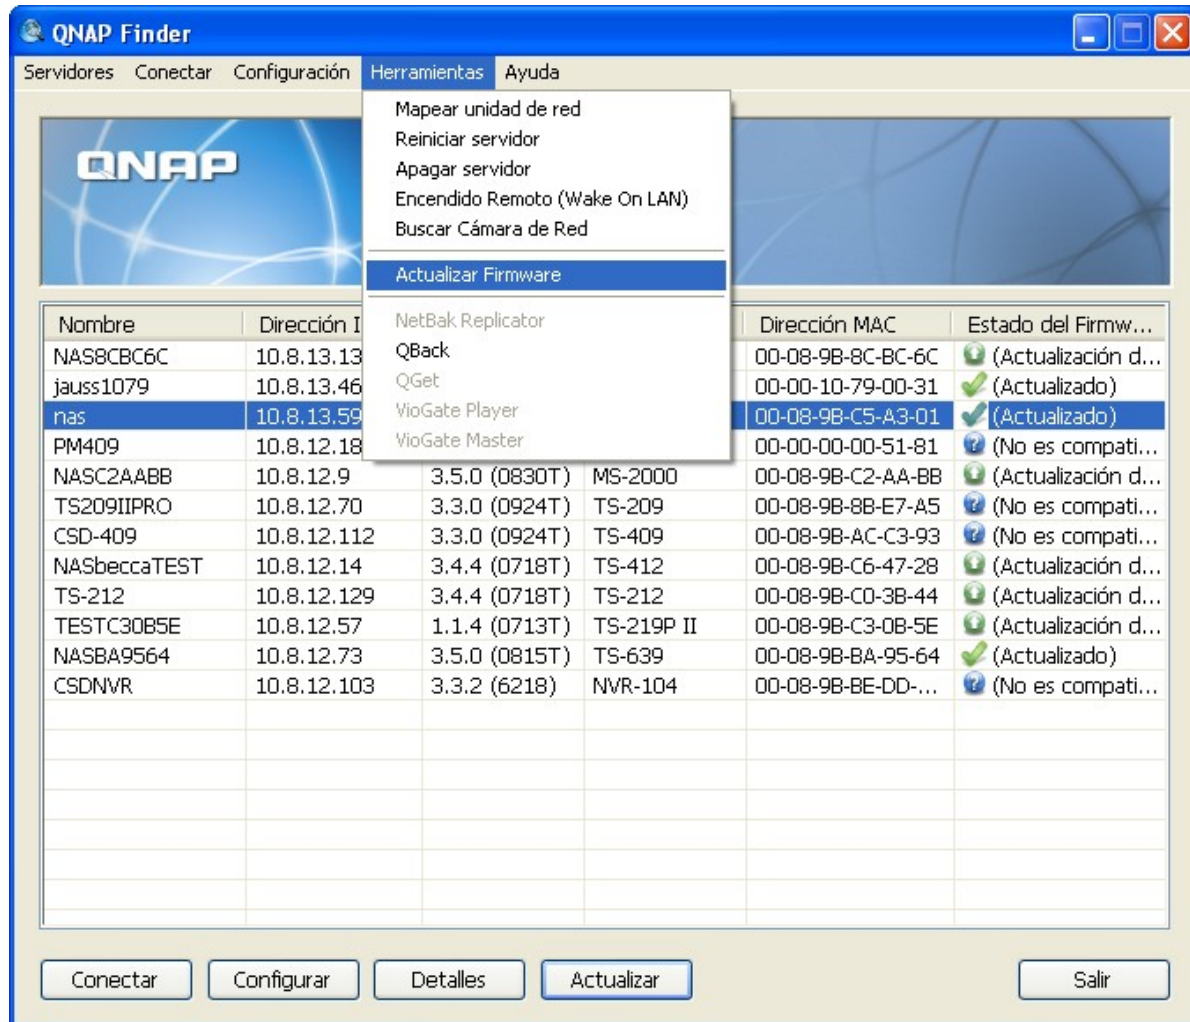 QNAP Finder
Servidores Conectar Configuración Herramientas Ayuda
QNAP
Mapear unidad de red
Reiniciar servidor
Apagar servidor
Encendido Remoto (Wake On LAN)
Buscar Cámara de Red
Actualizar Firmware
NetBak Replicator
QBack
QGet
VioGate Player
VioGate Master
Nombre Dirección I Dirección MAC Estado del Firmw...
NAS8CBC6C 10.8.13.13 00-08-9B-8C-BC-6C (Actualización d...
jauss1079 10.8.13.46 00-00-10-79-00-31 (Actualizado)
nas 10.8.13.59 00-08-9B-C5-A3-01 (Actualizado)
PM409 10.8.12.18 00-00-00-00-51-81 (No es compati...
NASC2AABB 10.8.12.9 3.5.0 (0830T) MS-2000 00-08-9B-C2-AA-BB (Actualización d...
TS209IIPRO 10.8.12.70 3.3.0 (0924T) TS-209 00-08-9B-8B-E7-A5 (No es compati...
CSD-409 10.8.12.112 3.3.0 (0924T) TS-409 00-08-9B-AC-C3-93 (No es compati...
NASbeccaTEST 10.8.12.14 3.4.4 (0718T) TS-412 00-08-9B-C6-47-28 (Actualización d...
TS-212 10.8.12.129 3.4.4 (0718T) TS-212 00-08-9B-C0-3B-44 (Actualización d...
TESTC30B5E 10.8.12.57 1.1.4 (0713T) TS-219P II 00-08-9B-C3-0B-5E (Actualización d...
NASBA9564 10.8.12.73 3.5.0 (0815T) TS-639 00-08-9B-BA-95-64 (Actualizado)
CSDNVR 10.8.12.103 3.3.2 (6218) NVR-104 00-08-9B-BE-DD-... (No es compati...
Conectar Configurar Detalles Actualizar Salir